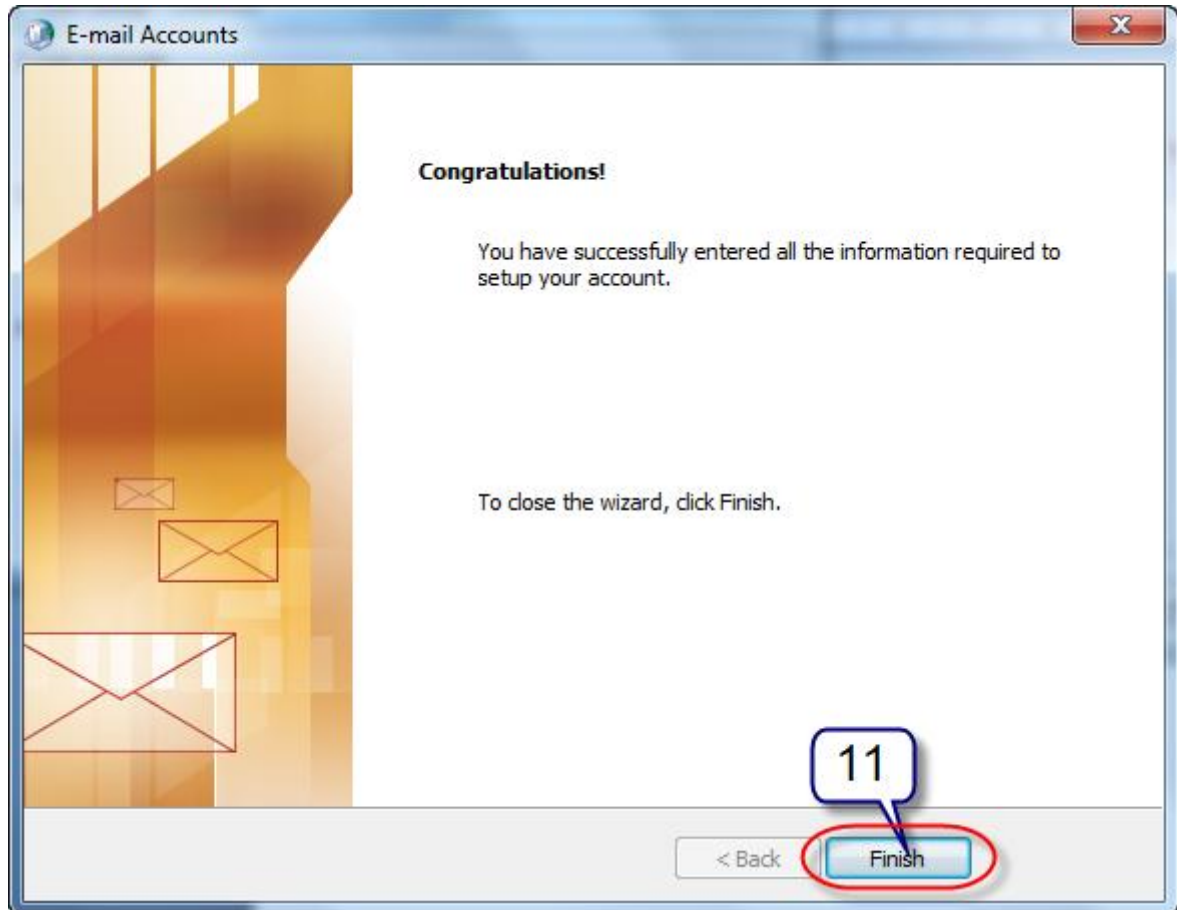 E-mail Accounts
Congratulations!
You have successfully entered all the information required to
setup your account.
To close the wizard, click Finish.
11
< Back
Finish